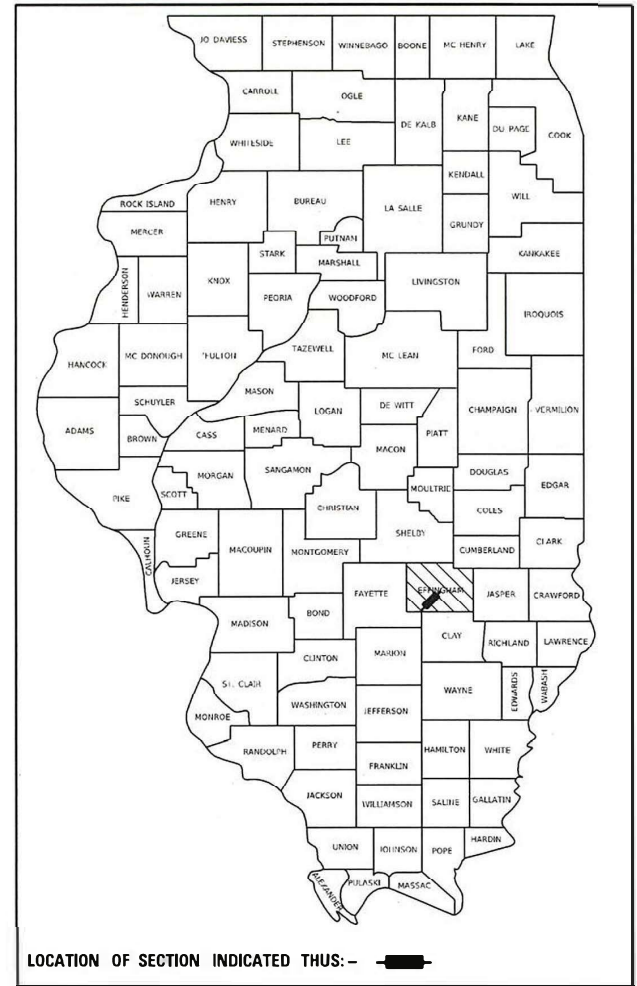 JO DAVIESS
STEPHENSON
WINNEBAGO
BOONE
MC HENRY
LAKE
CARROLL
OGLE
DE KALB
KANE
DU PAGE
COOK
WHITESIDE
LEE
KENDALL
WILL
ROCK ISLAND
HENRY
BUREAU
LA SALLE
GRUNDY
MERCER
PUTNAM
STARK
MARSHALL
KANKAKEE
HENDERSON
WARREN
KNOX
PEORIA
WOODFORD
LIVINGSTON
IROQUOIS
HANCOCK
MC DONOUGH
FULTON
TAZEWELL
MC LEAN
FORD
MASON
SCHUYLER
LOGAN
DE WITT
CHAMPAIGN
VERMILION
ADAMS
BROWN
CASS
MENARD
PIATT
MACON
PIKE
SCOTT
MORGAN
SANGAMON
MOULTRIE
DOUGLAS
EDGAR
CHRISTIAN
COLES
CALHOUN
GREENE
MACOUPIN
MONTGOMERY
SHELBY
CUMBERLAND
CLARK
JERSEY
FAYETTE
EFFINGHAM
JASPER
CRAWFORD
MADISON
BOND
CLAY
RICHLAND
LAWRENCE
CLINTON
MARION
ST. CLAIR
WAYNE
EDWARDS
WABASH
WASHINGTON
JEFFERSON
MONROE
RANDOLPH
PERRY
HAMILTON
WHITE
FRANKLIN
JACKSON
WILLIAMSON
SALINE
GALLATIN
UNION
JOHNSON
POPE
HARDIN
ALEXANDER
PULASKI
MASSAC
LOCATION OF SECTION INDICATED THUS:-